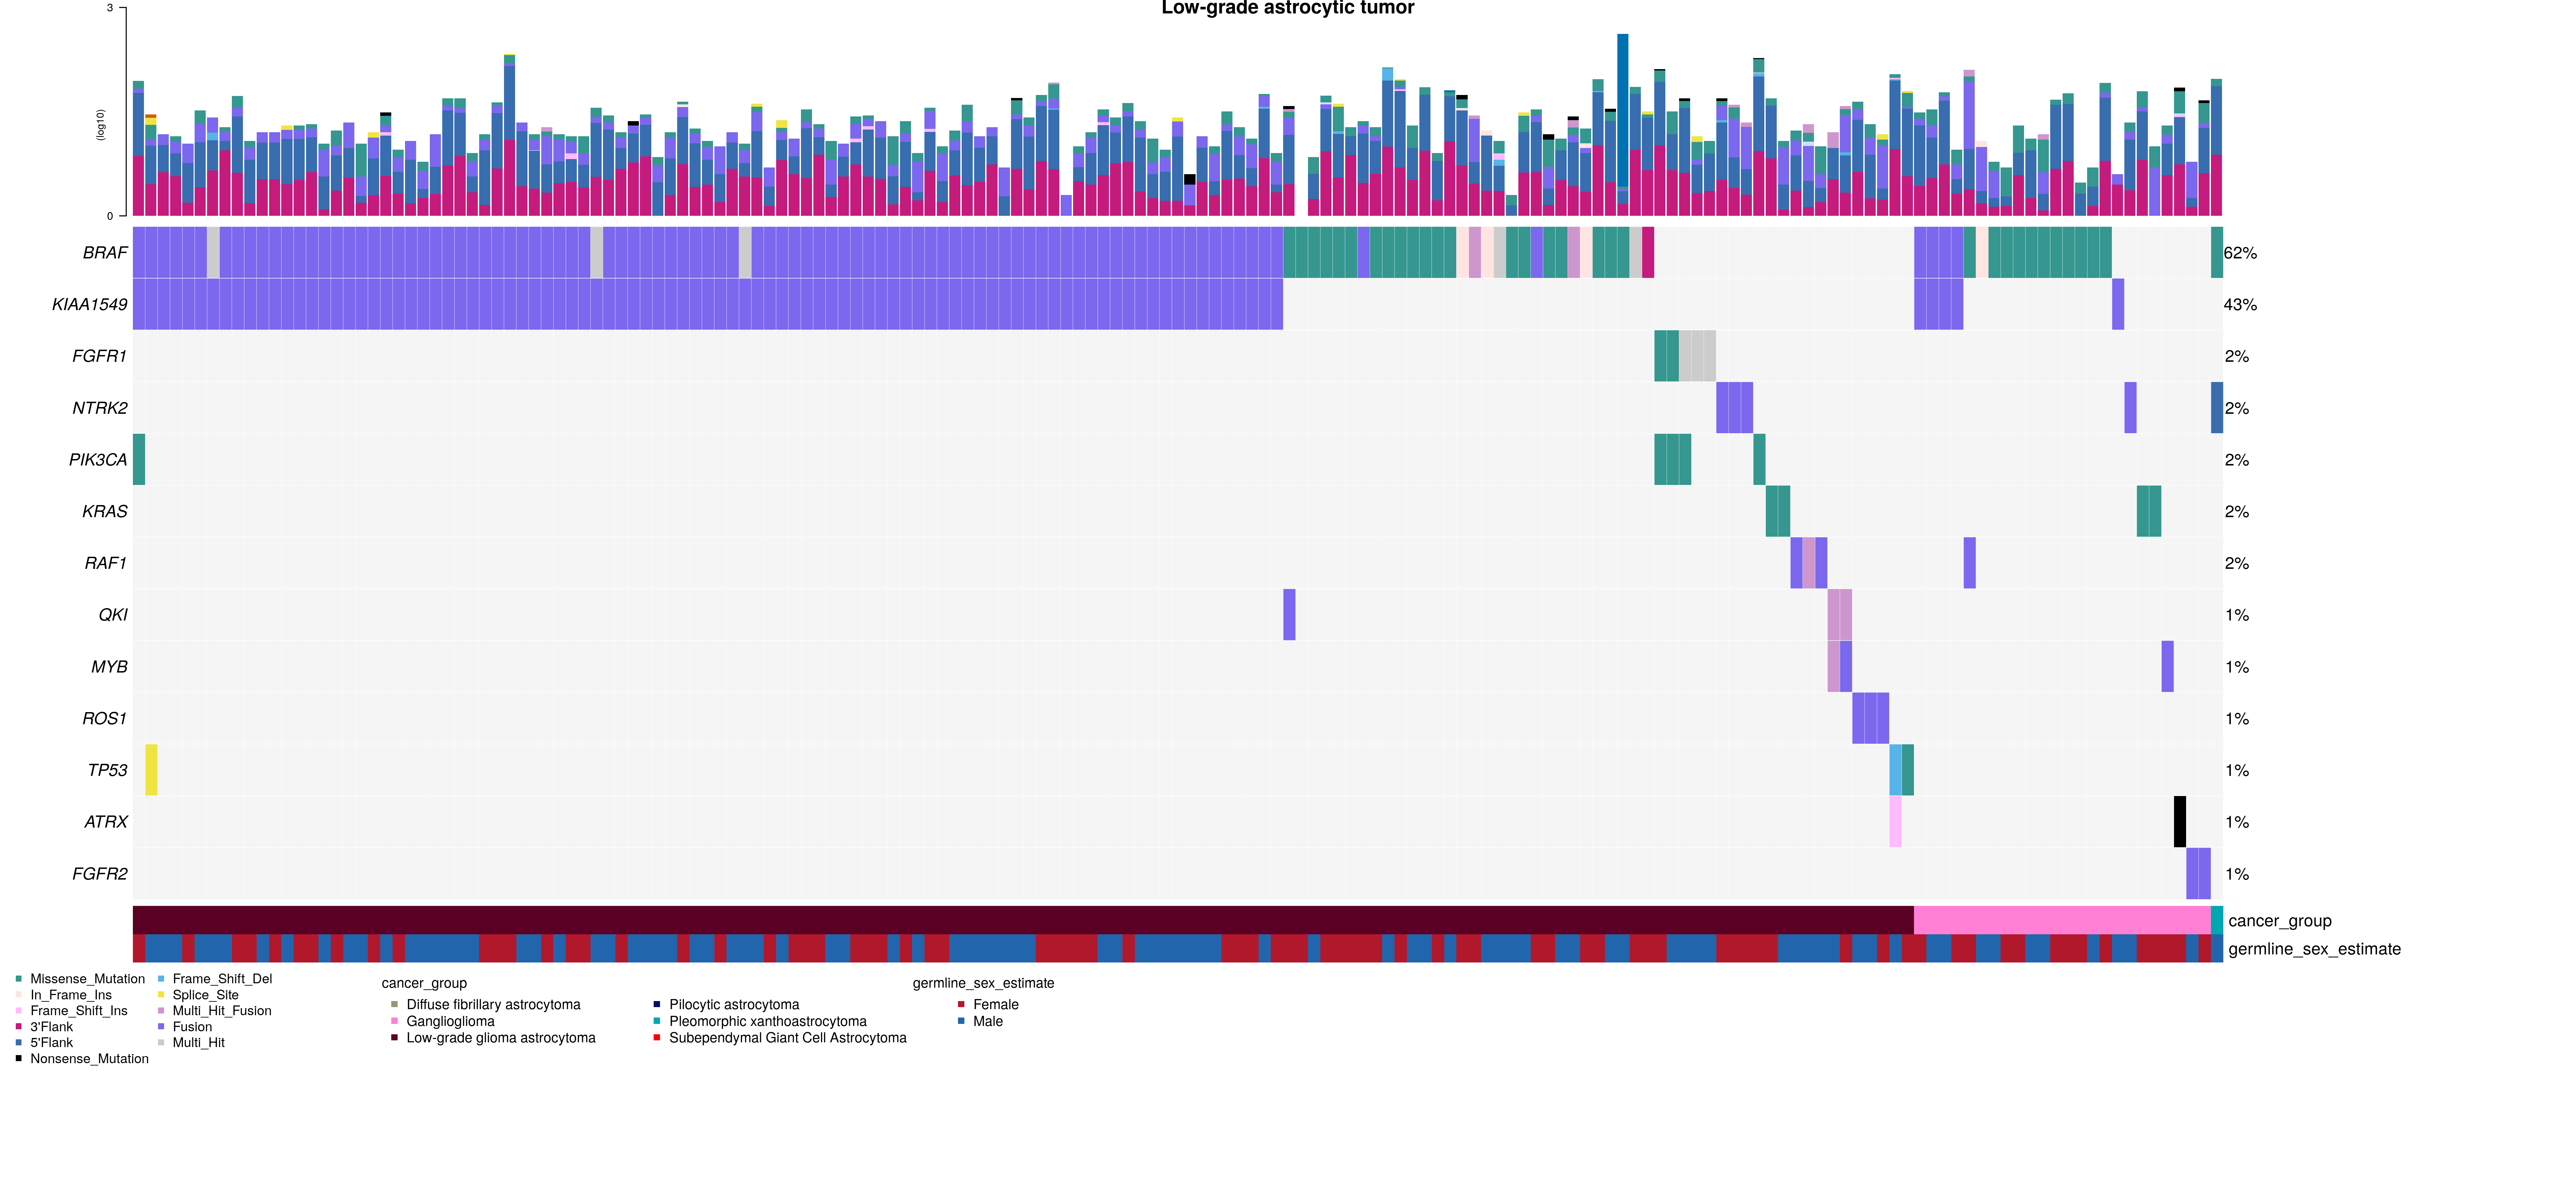 Low-grade astrocytic tumor
3
(log10)
0
BRAF 62%
KIAA1549 43%
FGFR1 2%
NTRK2 2%
PIK3CA 2%
KRAS 2%
RAF1 2%
QKI 1%
MYB 1%
ROS1 1%
TP53 1%
ATRX 1%
FGFR2 1%
cancer_group
germline_sex_estimate
Missense_Mutation
In_Frame_Ins
Frame_Shift_Ins
3'Flank
5'Flank
Nonsense_Mutation
Frame_Shift_Del
Splice_Site
Multi_Hit_Fusion
Fusion
Multi_Hit
cancer_group
Diffuse fibrillary astrocytoma
Ganglioglioma
Low-grade glioma astrocytoma
Pilocytic astrocytoma
Pleomorphic xanthoastrocytoma
Subependymal Giant Cell Astrocytoma
germline_sex_estimate
Female
Male